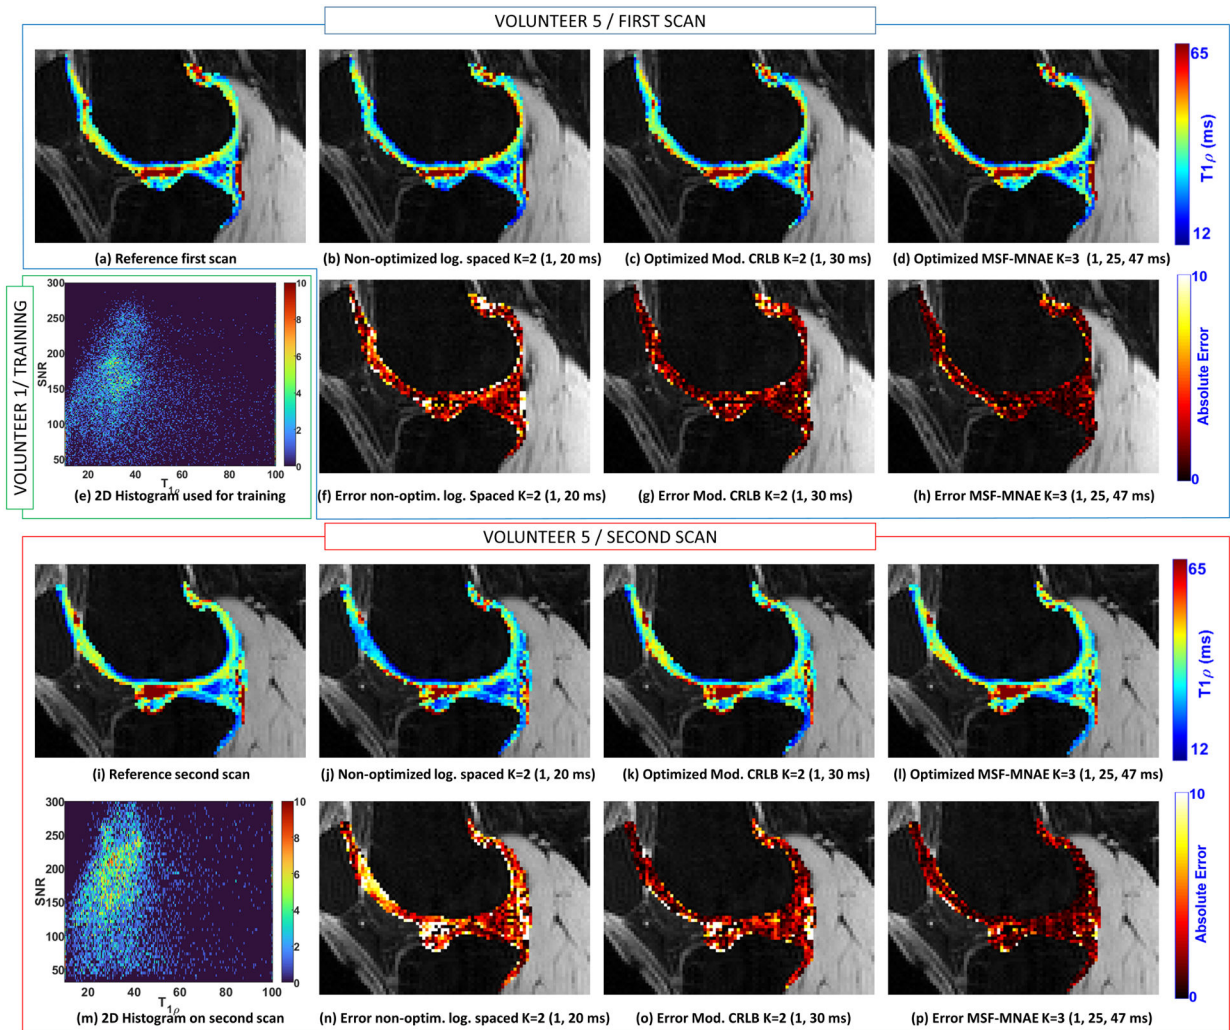 VOLUNTEER 5 / FIRST SCAN
65
T1ρ (ms)
12
(a) Reference first scan
(b) Non-optimized log. spaced K=2 (1, 20 ms)
(c) Optimized Mod. CRLB K=2 (1, 30 ms)
(d) Optimized MSF-MNAE K=3 (1, 25, 47 ms)
VOLUNTEER 1/ TRAINING
300
250
200
150
100
50
SNR
20
40
60
80
100
T1ρ
10
8
6
4
2
0
10
Absolute Error
0
(e) 2D Histogram used for training
(f) Error non-optim. log. Spaced K=2 (1, 20 ms)
(g) Error Mod. CRLB K=2 (1, 30 ms)
(h) Error MSF-MNAE K=3 (1, 25, 47 ms)
VOLUNTEER 5 / SECOND SCAN
65
T1ρ (ms)
12
(i) Reference second scan
(j) Non-optimized log. spaced K=2 (1, 20 ms)
(k) Optimized Mod. CRLB K=2 (1, 30 ms)
(l) Optimized MSF-MNAE K=3 (1, 25, 47 ms)
300
250
200
150
100
50
SNR
20
40
60
80
100
T1ρ
10
8
6
4
2
0
10
Absolute Error
0
(m) 2D Histogram on second scan
(n) Error non-optim. log. spaced K=2 (1, 20 ms)
(o) Error Mod. CRLB K=2 (1, 30 ms)
(p) Error MSF-MNAE K=3 (1, 25, 47 ms)